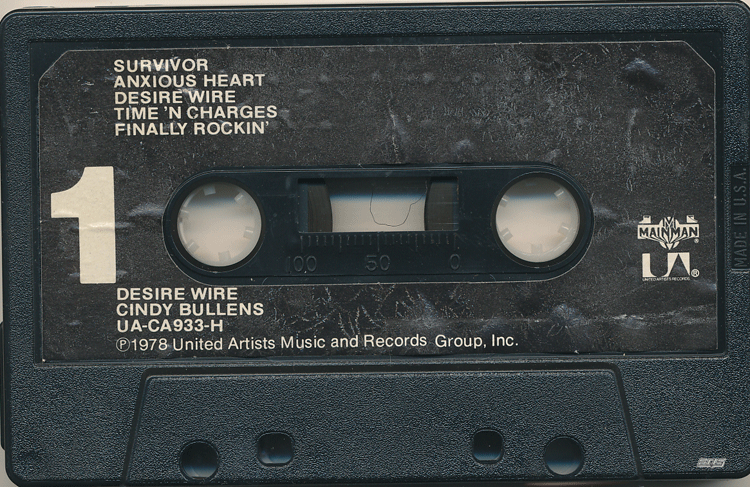 SURVIVOR
ANXIOUS HEART
DESIRE WIRE
TIME 'N CHARGES
FINALLY ROCKIN'
1
MAINMAN ®
UA ®
UNITED ARTISTS RECORDS
MADE IN U.S.A.
100 50 0
DESIRE WIRE
CINDY BULLENS
UA-CA933-H
℗1978 United Artists Music and Records Group, Inc.